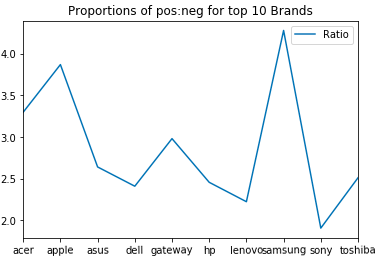 Proportions of pos:neg for top 10 Brands
Ratio
4.0
3.5
3.0
2.5
2.0
acer apple asus dell gateway hp lenovo samsung sony toshiba